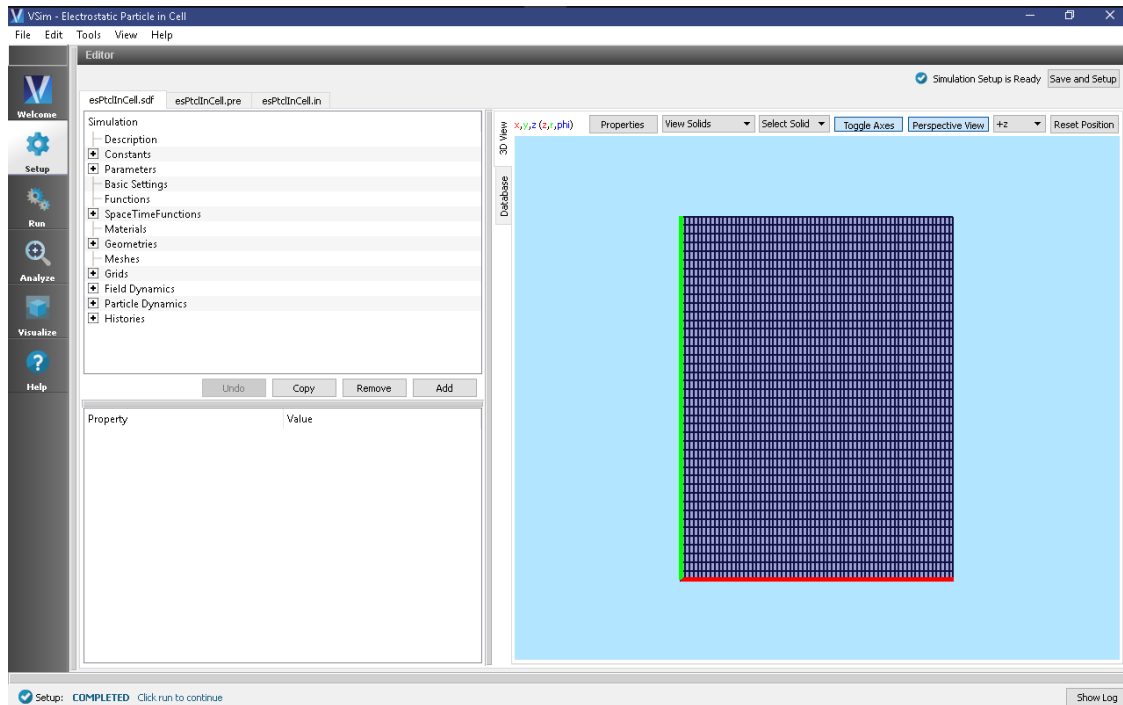 VSim - Electrostatic Particle in Cell
File Edit Tools View Help
Editor
Simulation Setup is Ready Save and Setup
esPtclInCell.sdf esPtclInCell.pre esPtclInCell.in
Welcome
Setup
Run
Analyze
Visualize
Help
Simulation
Description
Constants
Parameters
Basic Settings
Functions
SpaceTimeFunctions
Materials
Geometries
Meshes
Grids
Field Dynamics
Particle Dynamics
Histories
Undo Copy Remove Add
Property Value
3D View
Database
x,y,z (z,r,phi) Properties View Solids Select Solid Toggle Axes Perspective View +z Reset Position
Setup: COMPLETED Click run to continue Show Log